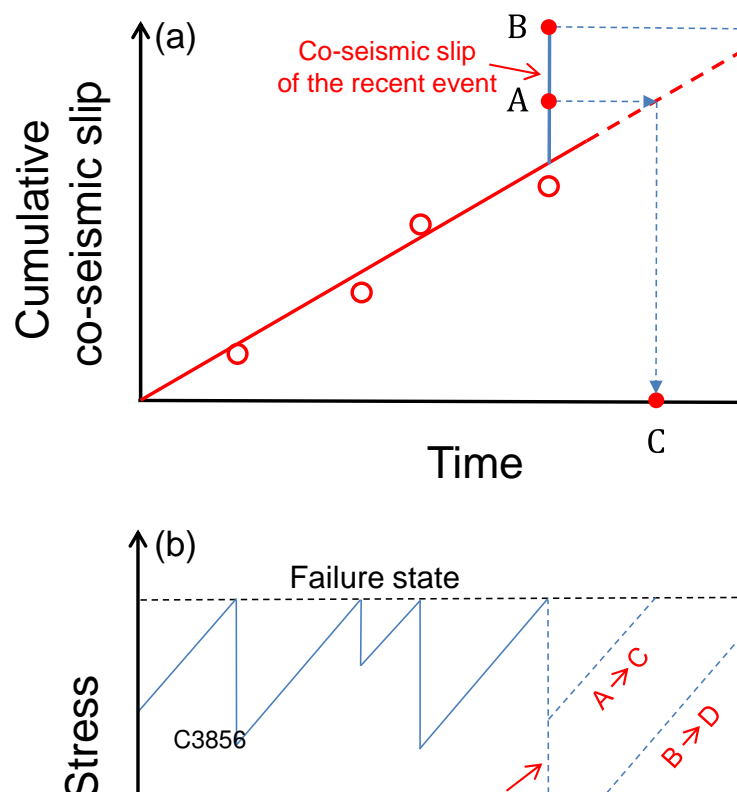 (a)
B
Co-seismic slip
of the recent event
A
Cumulative
co-seismic slip
C
Time
(b)
Failure state
A→C
B→D
C3856
Stress